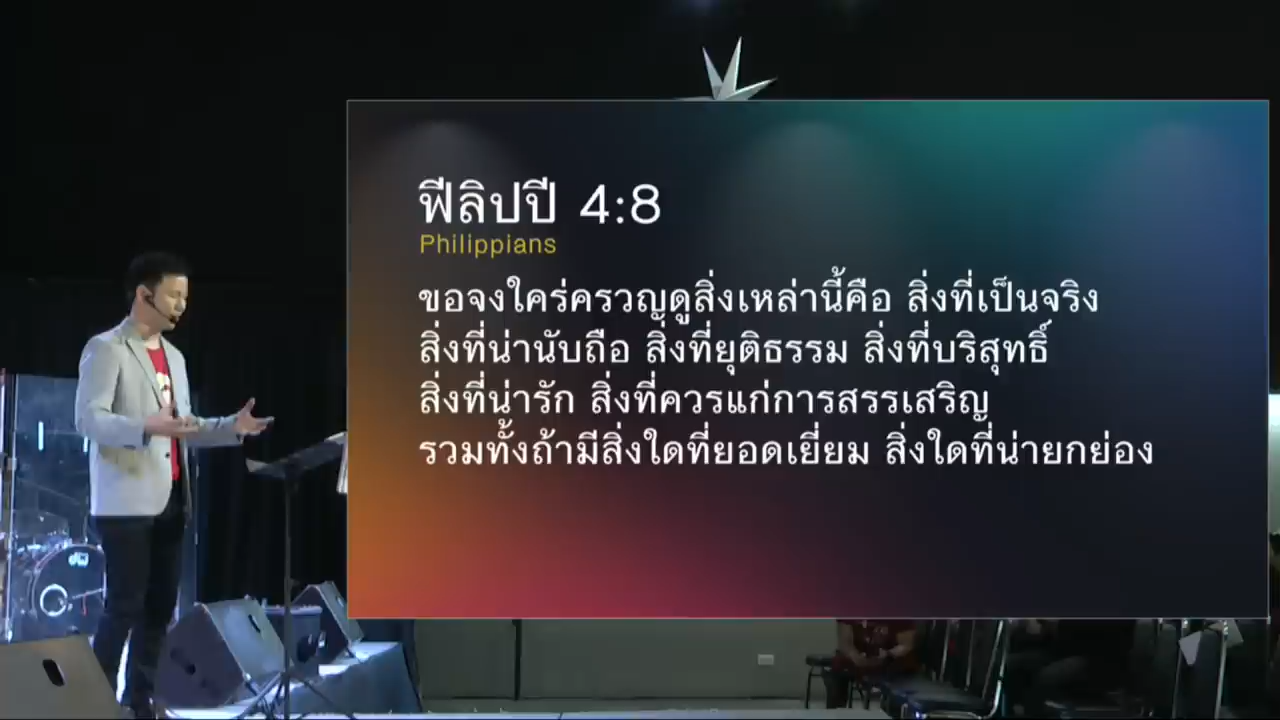 ฟีลิปปี 4:8
Philippians
ขอจงใคร่ครวญดูสิ่งเหล่านี้คือ สิ่งที่เป็นจริง
สิ่งที่น่านับถือ สิ่งที่ยุติธรรม สิ่งที่บริสุทธิ์
สิ่งที่น่ารัก สิ่งที่ควรแก่การสรรเสริญ
รวมทั้งถ้ามีสิ่งใดที่ยอดเยี่ยม สิ่งใดที่น่ายกย่อง
dw